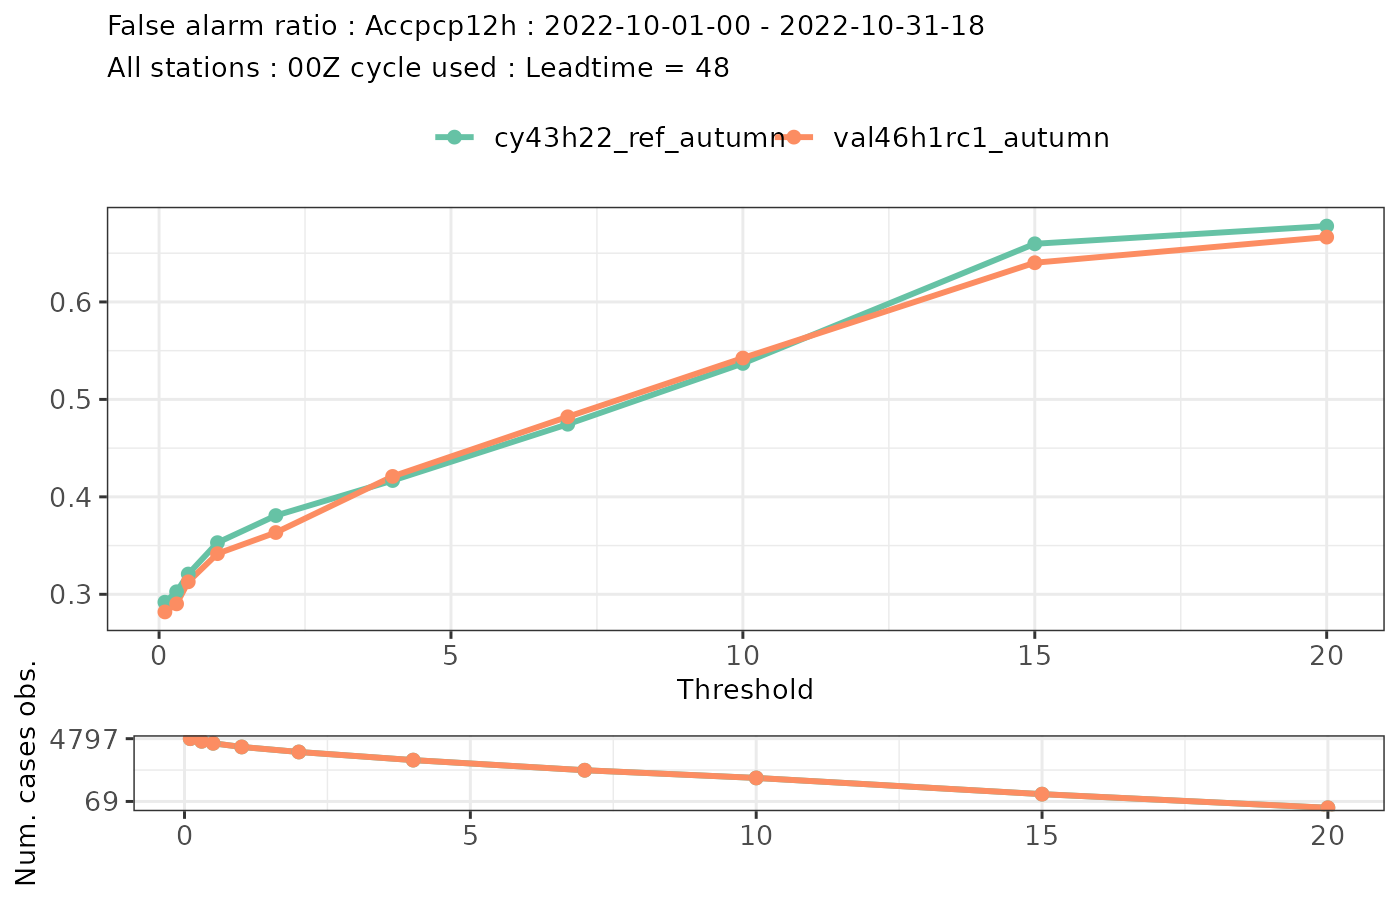 False alarm ratio : Accpcp12h : 2022-10-01-00 - 2022-10-31-18
All stations : 00Z cycle used : Leadtime = 48
cy43h22_ref_autumn val46h1rc1_autumn
0.6
0.5
0.4
0.3
0 5 10 15 20
Threshold
Num. cases obs.
4797
69
0 5 10 15 20